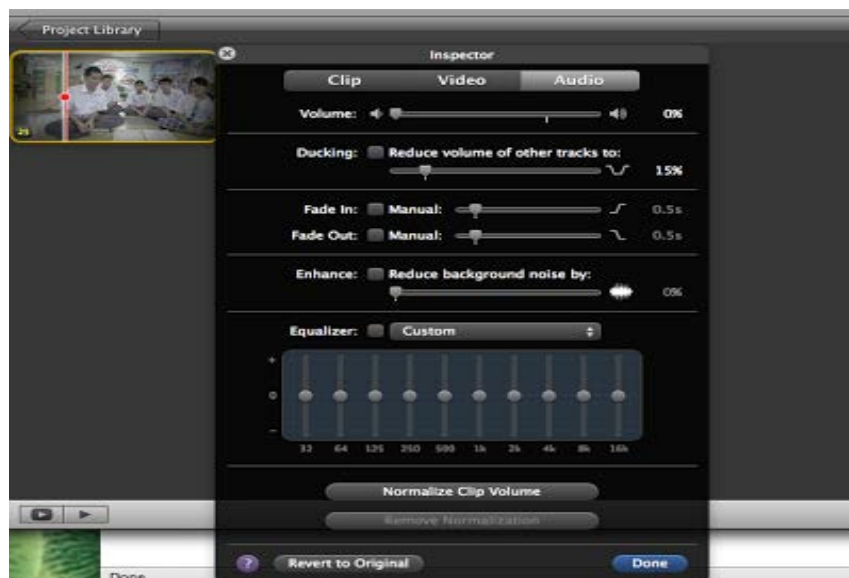 Project Library
Inspector
Clip Video Audio
Volume: 0%
Ducking: Reduce volume of other tracks to:
15%
Fade In: Manual: 0.5s
Fade Out: Manual: 0.5s
Enhance: Reduce background noise by:
0%
Equalizer: Custom
+
0
−
32 64 125 250 500 1k 2k 4k 8k 16k
Normalize Clip Volume
Remove Normalization
? Revert to Original Done
Done